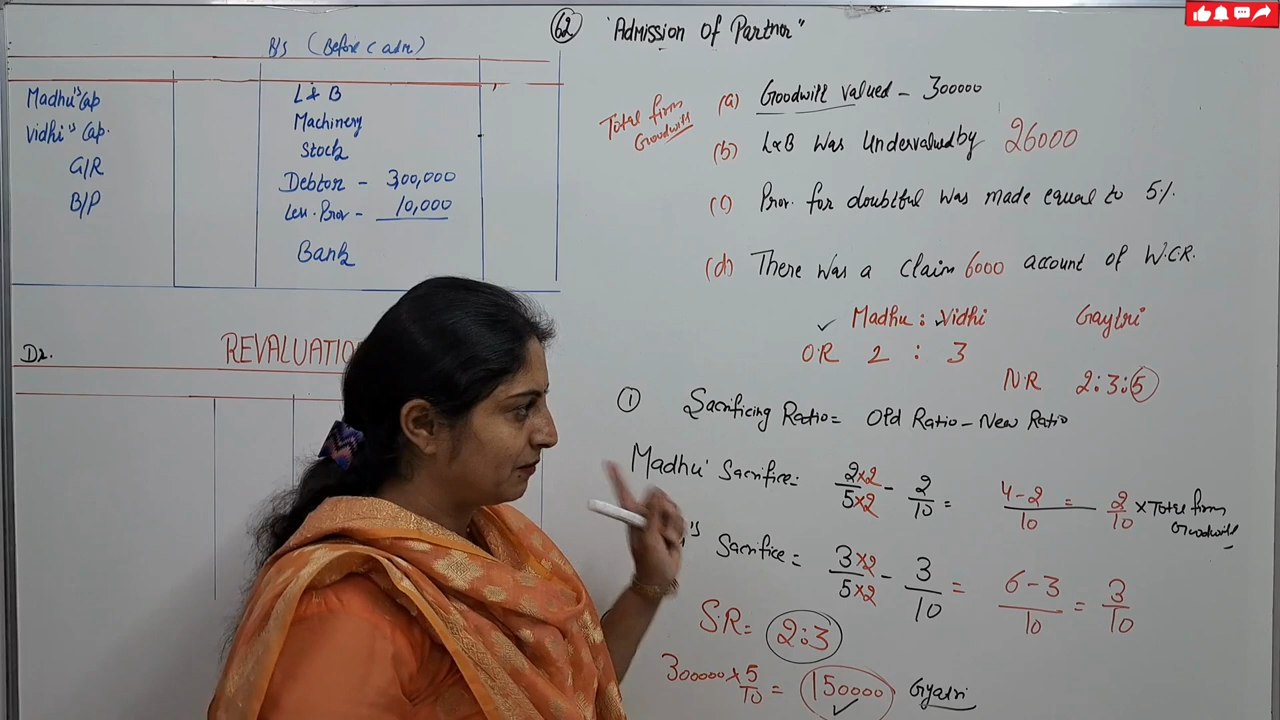 B/S (Before adm)
Madhu's Cap
Vidhi's Cap.
G/R
B/P
L & B
Machinery
Stock
Debtor - 3,00,000
Less. Prov - 10,000
Bank
Dr.
REVALUATIO
62 "Admission of Partner"
Total firm
Goodwill
(a) Goodwill valued - 300000
(b) L&B Was Undervalued by 26000
(c) Prov. for doubtful was made equal to 5%.
(d) There was a claim 6000 account of W.C.R.
Madhu : Vidhi Gaytri
O.R 2 : 3
N.R 2:3:5
① Sacrificing Ratio = Old Ratio - New Ratio
Madhu' Sacrifice = 2×2/5×2 - 2/10 = 4-2/10 = 2/10 × Total firm Goodwill
's Sacrifice = 3×2/5×2 - 3/10 = 6-3/10 = 3/10
S.R = 2:3
300000 × 5/10 = 150000 Gyatri